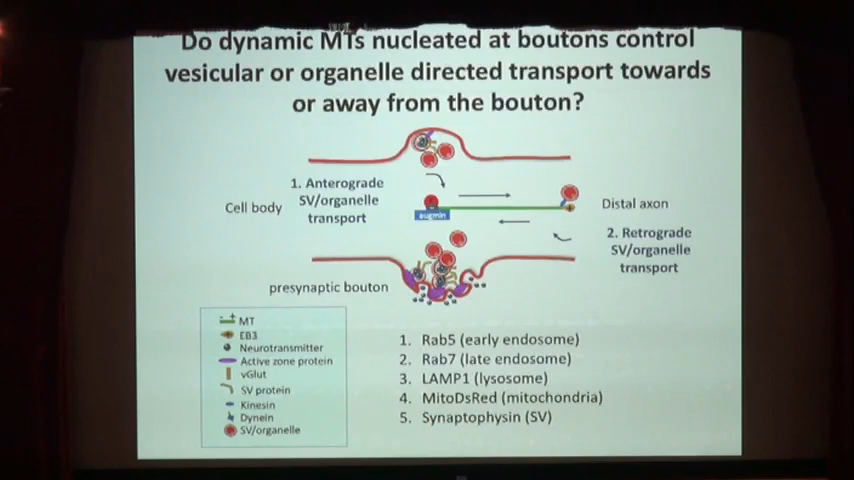 Do dynamic MTs nucleated at boutons control
vesicular or organelle directed transport towards
or away from the bouton?
1. Anterograde
SV/organelle
transport
Cell body
augmin
Distal axon
2. Retrograde
SV/organelle
transport
presynaptic bouton
- +
MT
EB3
Neurotransmitter
Active zone protein
vGlut
SV protein
Kinesin
Dynein
SV/organelle
1. Rab5 (early endosome)
2. Rab7 (late endosome)
3. LAMP1 (lysosome)
4. MitoDsRed (mitochondria)
5. Synaptophysin (SV)